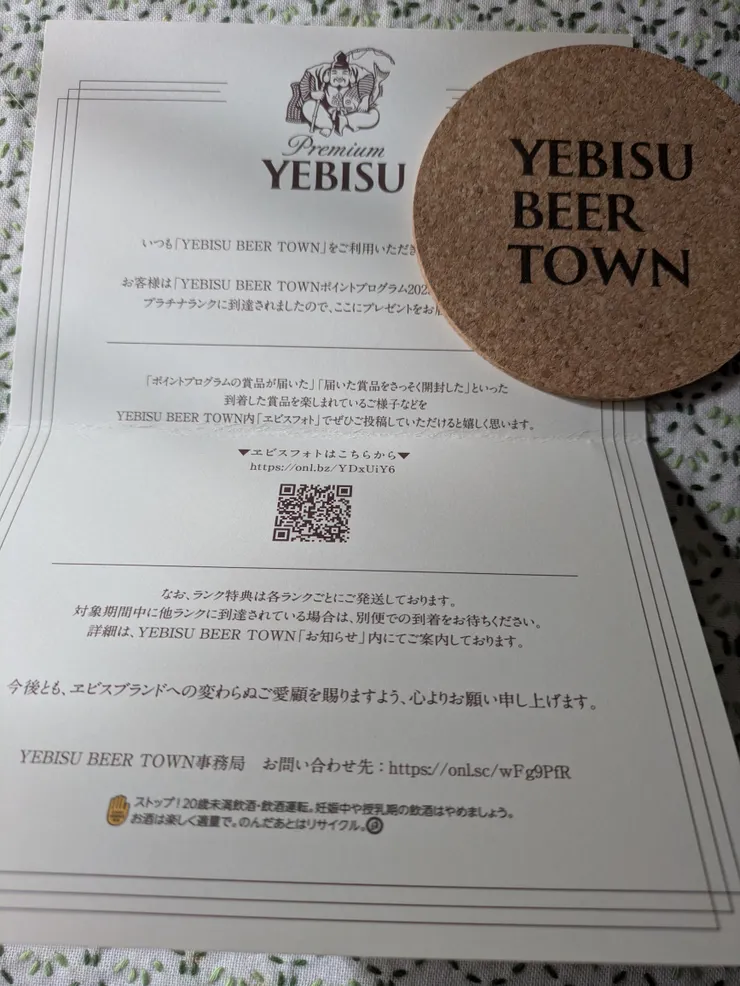 Premium
YEBISU
YEBISU
BEER
TOWN
いつも「YEBISU BEER TOWN」をご利用いただき
お客様は「YEBISU BEER TOWNポイントプログラム202
プラチナランクに到達されましたので、ここにプレゼントをお
「ポイントプログラムの賞品が届いた」「届いた賞品をさっそく開封した」といった
到着した賞品を楽しまれているご様子などを
YEBISU BEER TOWN内「ヱビスフォト」でぜひご投稿していただけると嬉しく思います。
▼ヱビスフォトはこちらから▼
https://onl.bz/YDxUiY6
なお、ランク特典は各ランクごとにご発送しております。
対象期間中に他ランクに到達されている場合は、別便での到着をお待ちください。
詳細は、YEBISU BEER TOWN「お知らせ」内にてご案内しております。
今後とも、ヱビスブランドへの変わらぬご愛顧を賜りますよう、心よりお願い申し上げます。
YEBISU BEER TOWN事務局 お問い合わせ先：https://onl.sc/wFg9PfR
ストップ！20歳未満飲酒・飲酒運転。妊娠中や授乳期の飲酒はやめましょう。
お酒は楽しく適量で。のんだあとはリサイクル。